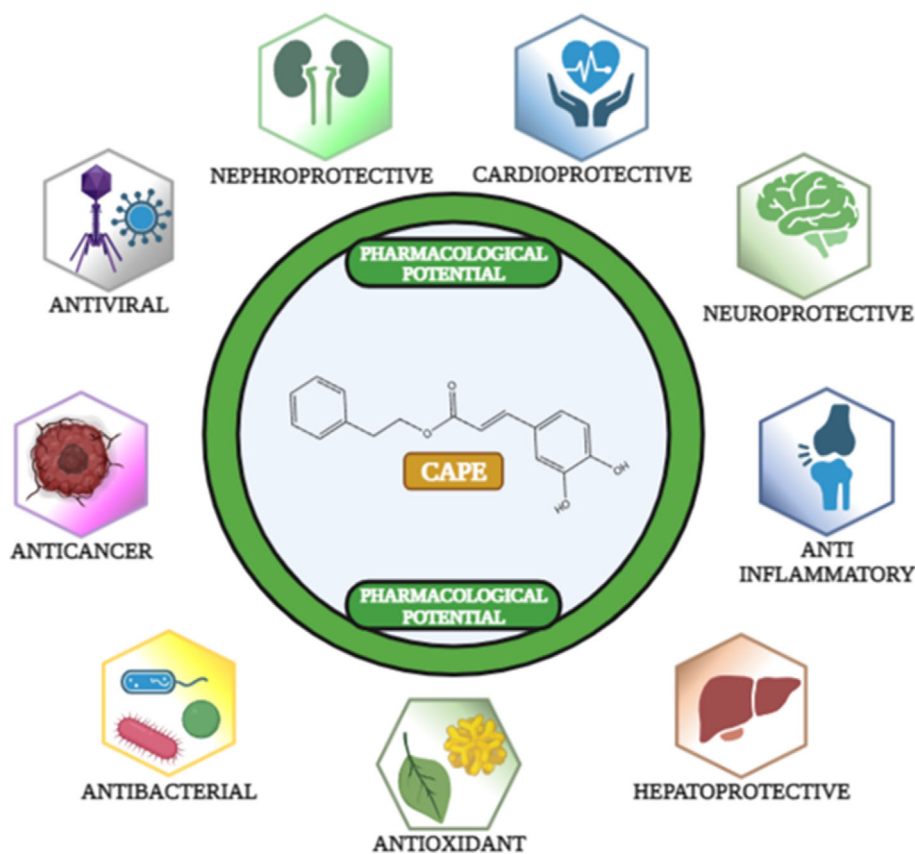 NEPHROPROTECTIVE
CARDIOPROTECTIVE
ANTIVIRAL
PHARMACOLOGICAL
POTENTIAL
NEUROPROTECTIVE
O
O
CAPE
OH
HO
ANTICANCER
ANTI
INFLAMMATORY
PHARMACOLOGICAL
POTENTIAL
ANTIBACTERIAL
HEPATOPROTECTIVE
ANTIOXIDANT